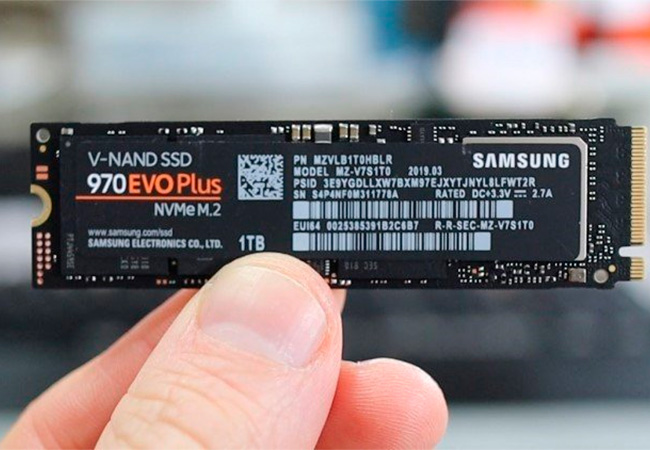 V-NAND SSD
970 EVO Plus
NVMe M.2
www.samsung.com/ssd
SAMSUNG ELECTRONICS CO., LTD.
1TB
PN MZVLB1T0HBLR
MODEL MZ-V7S1T0 2019.03
PSID 3E9YGDLLXW7BXM97EJXYTJNYL8LFWT2R
SN S4P4NF0M311778A RATED DC+3.3V ⎓ 2.7A
EUI64 0025385391B2C6B7 R-R-SEC-MZ-V7S1T0
SAMSUNG